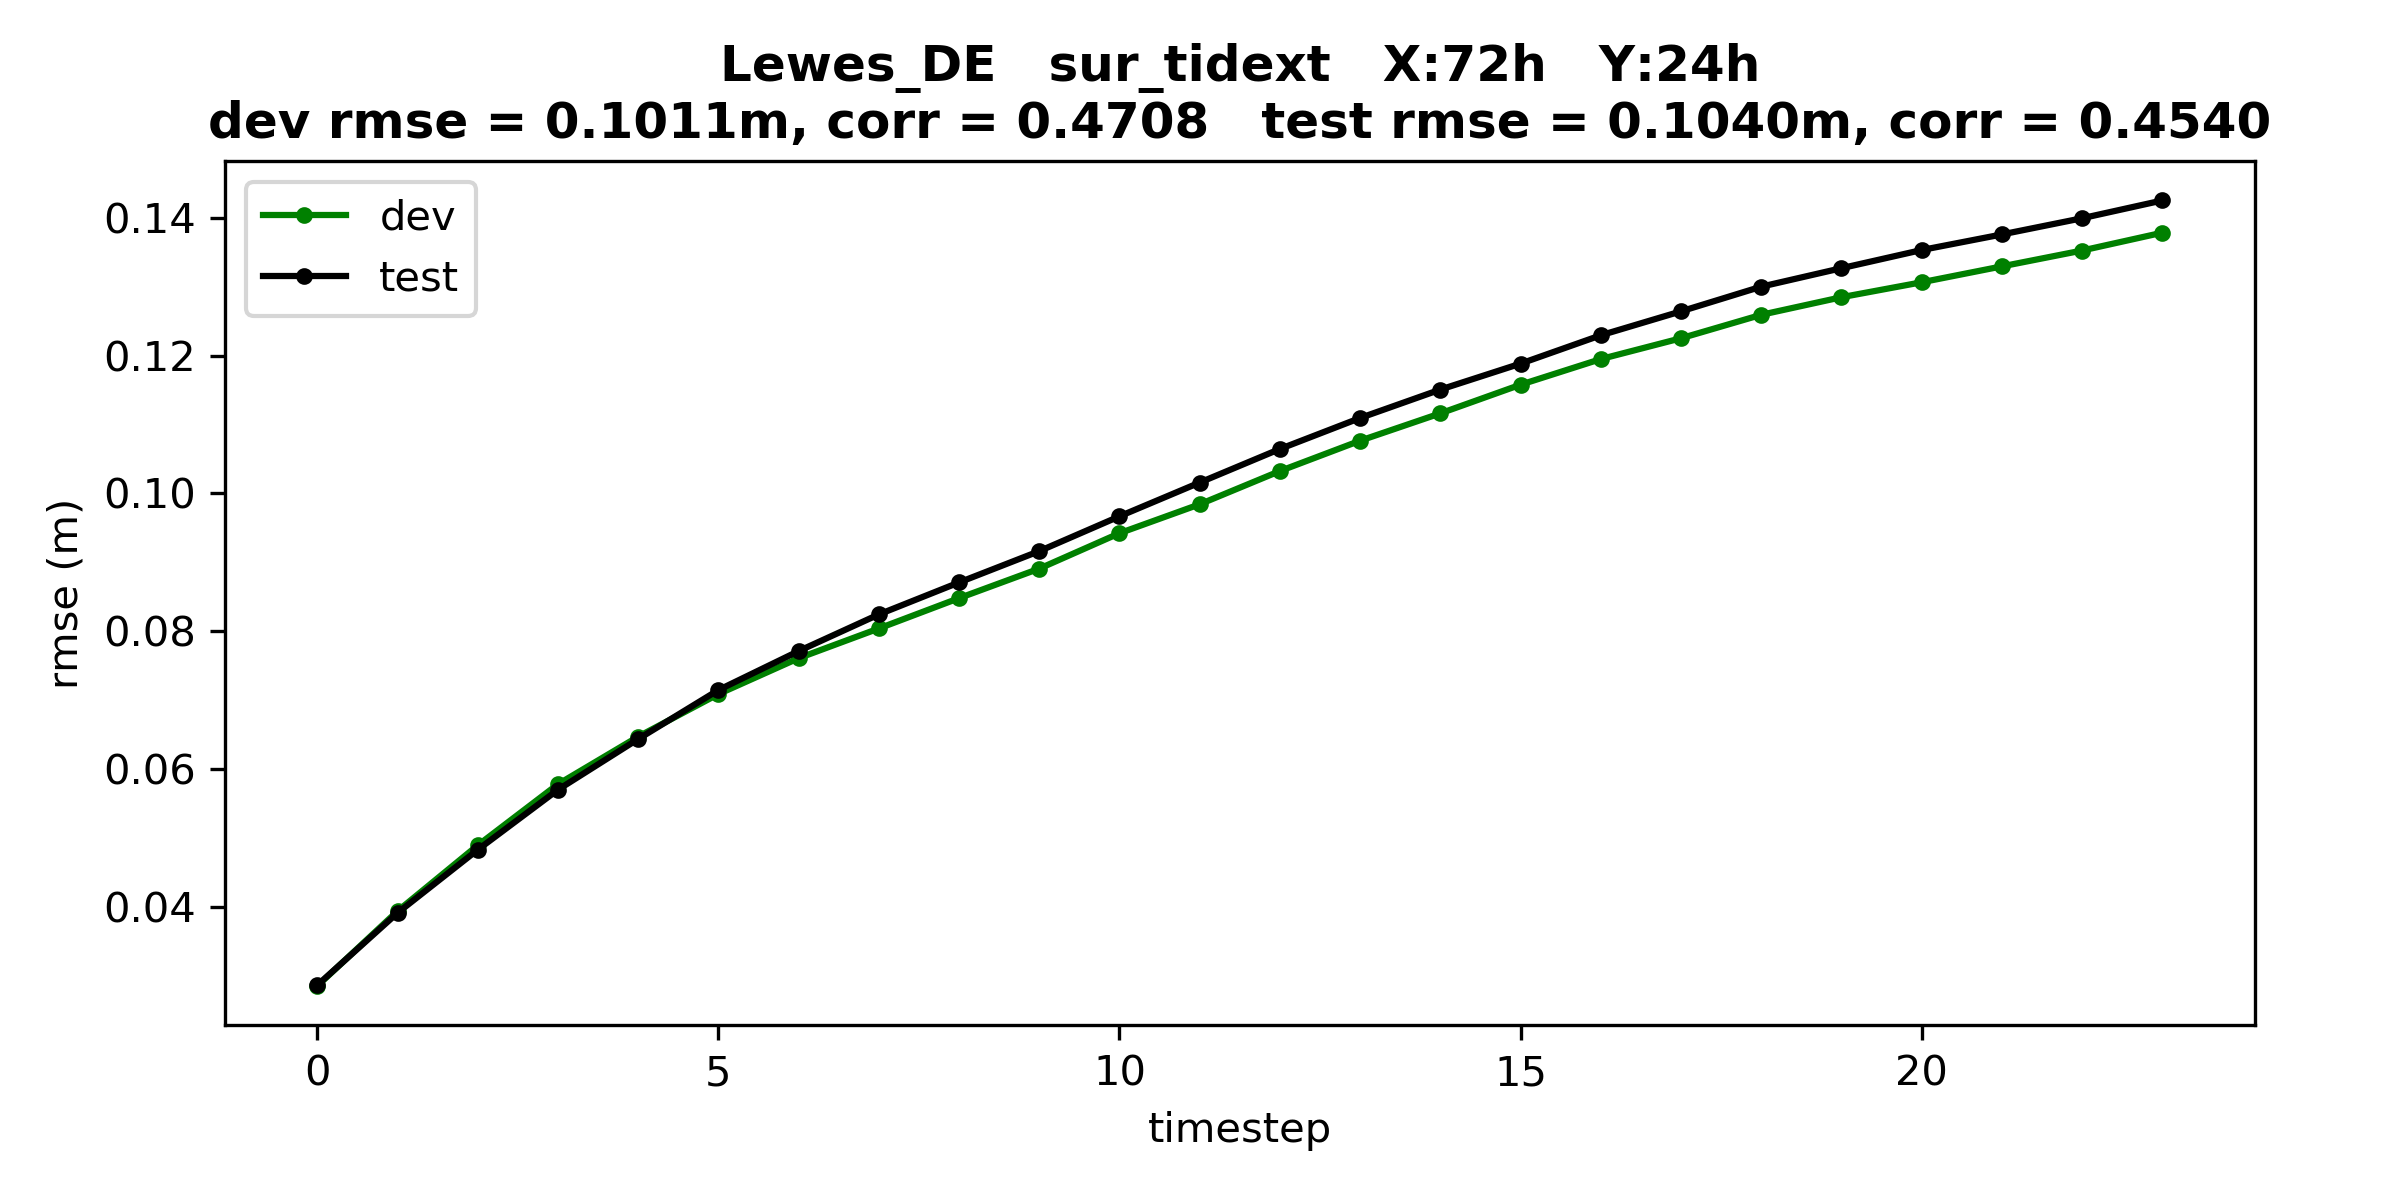 Lewes_DE   sur_tidext   X:72h   Y:24h
dev rmse = 0.1011m, corr = 0.4708   test rmse = 0.1040m, corr = 0.4540
dev
test
0.14
0.12
0.10
0.08
0.06
0.04
rmse (m)
0 5 10 15 20
timestep